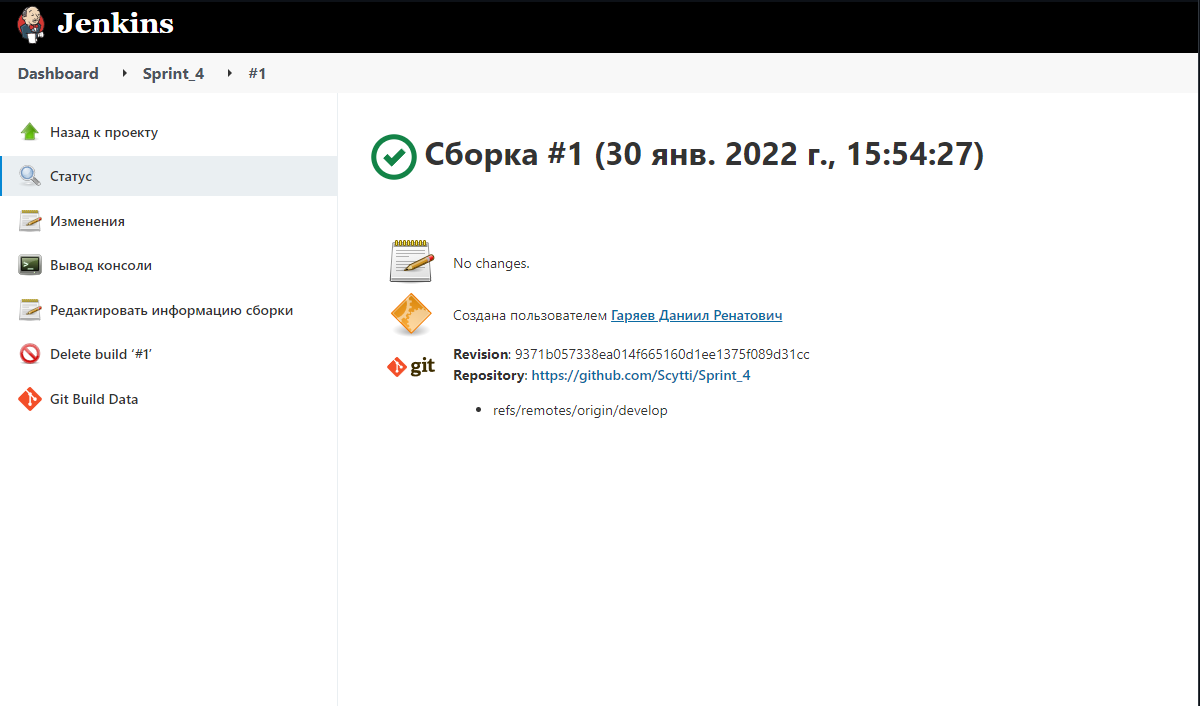 Jenkins
Dashboard Sprint_4 #1
Назад к проекту
Статус
Изменения
Вывод консоли
Редактировать информацию сборки
Delete build ‘#1’
Git Build Data
Сборка #1 (30 янв. 2022 г., 15:54:27)
No changes.
Создана пользователем Гаряев Даниил Ренатович
git
Revision: 9371b057338ea014f665160d1ee1375f089d31cc
Repository: https://github.com/Scytti/Sprint_4
refs/remotes/origin/develop